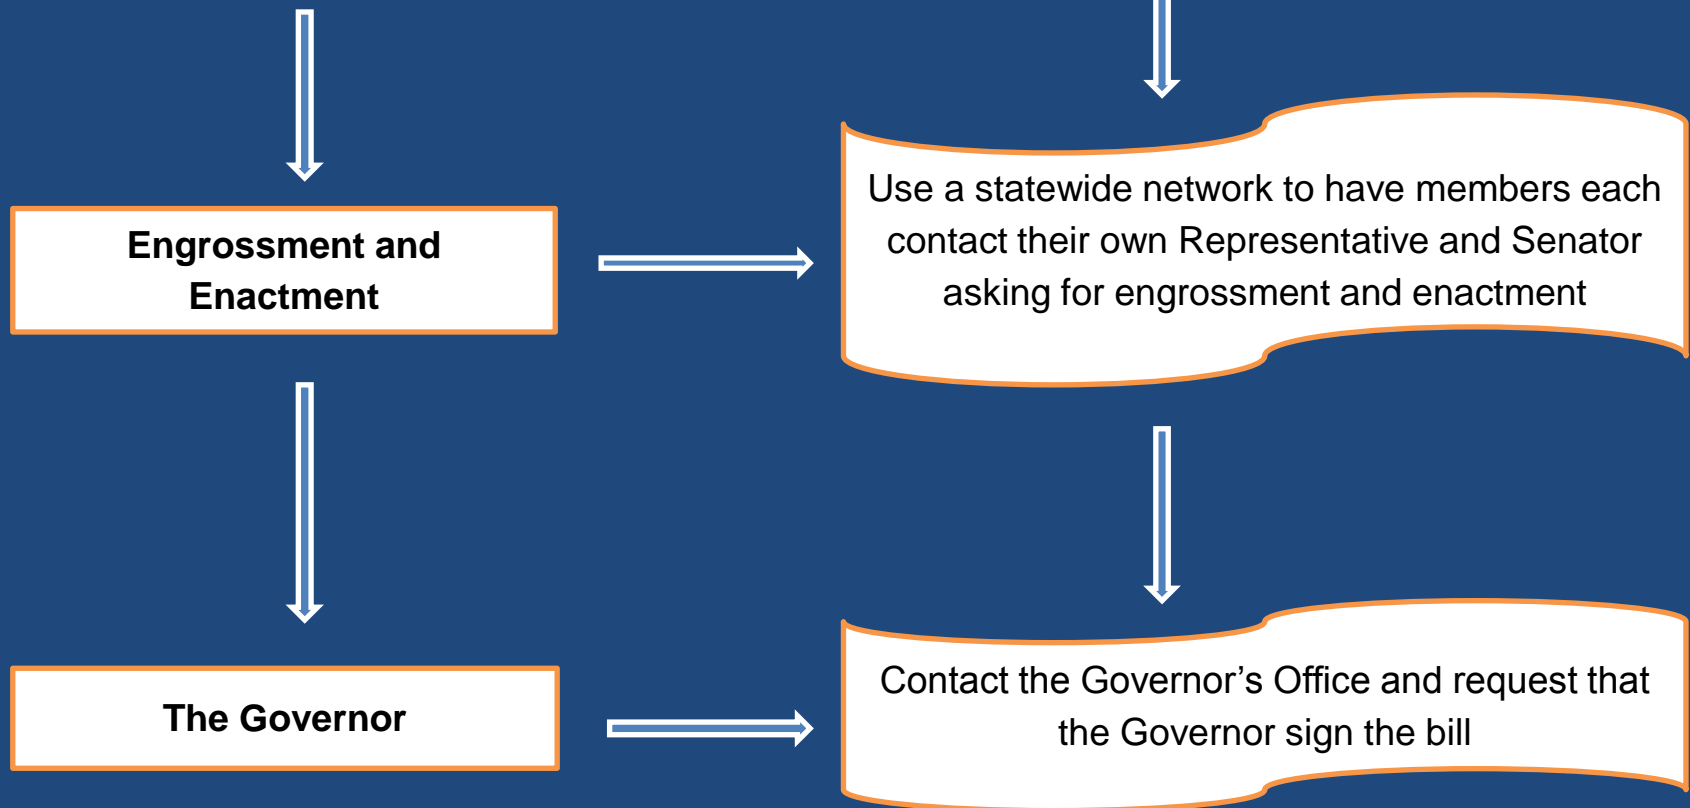 Engrossment and
Enactment
Use a statewide network to have members each
contact their own Representative and Senator
asking for engrossment and enactment
The Governor
Contact the Governor’s Office and request that
the Governor sign the bill